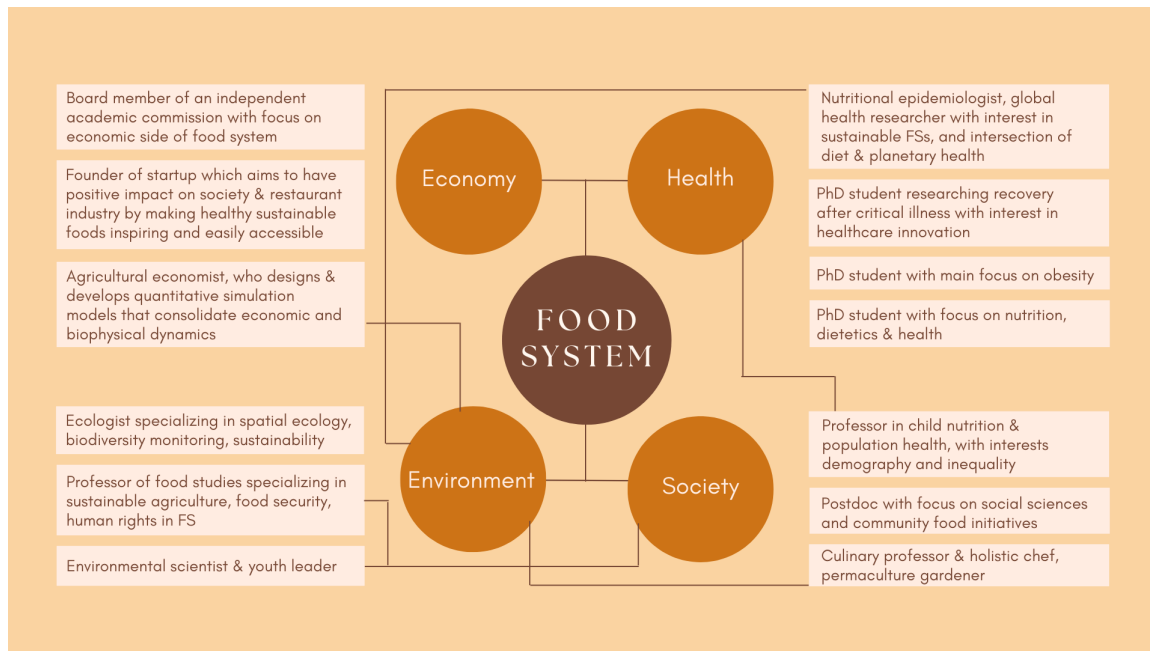 Board member of an independent
academic commission with focus on
economic side of food system
Founder of startup which aims to have
positive impact on society & restaurant
industry by making healthy sustainable
foods inspiring and easily accessible
Agricultural economist, who designs &
develops quantitative simulation
models that consolidate economic and
biophysical dynamics
Ecologist specializing in spatial ecology,
biodiversity monitoring, sustainability
Professor of food studies specializing in
sustainable agriculture, food security,
human rights in FS
Environmental scientist & youth leader
Economy
Health
FOOD
SYSTEM
Environment
Society
Nutritional epidemiologist, global
health researcher with interest in
sustainable FSs, and intersection of
diet & planetary health
PhD student researching recovery
after critical illness with interest in
healthcare innovation
PhD student with main focus on obesity
PhD student with focus on nutrition,
dietetics & health
Professor in child nutrition &
population health, with interests
demography and inequality
Postdoc with focus on social sciences
and community food initiatives
Culinary professor & holistic chef,
permaculture gardener